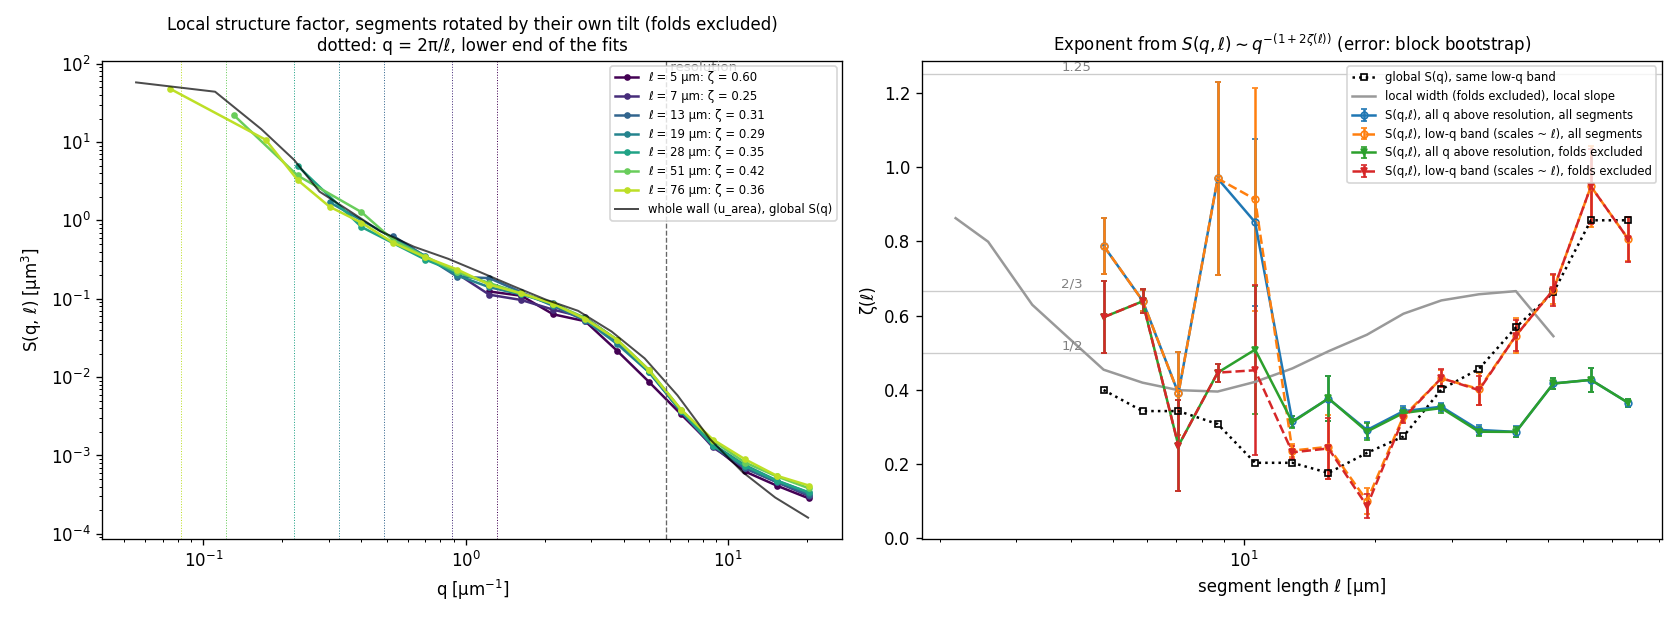 Local structure factor, segments rotated by their own tilt (folds excluded)
dotted: q = 2π/ℓ, lower end of the fits
resolution
ℓ = 5 μm: ζ = 0.60
ℓ = 7 μm: ζ = 0.25
ℓ = 13 μm: ζ = 0.31
ℓ = 19 μm: ζ = 0.29
ℓ = 28 μm: ζ = 0.35
ℓ = 51 μm: ζ = 0.42
ℓ = 76 μm: ζ = 0.36
whole wall (u_area), global S(q)
S(q, ℓ) [μm³]
10²
10¹
10⁰
10⁻¹
10⁻²
10⁻³
10⁻⁴
10⁻¹
10⁰
10¹
q [μm⁻¹]
Exponent from S(q, ℓ) ~ q^−(1+2ζ(ℓ)) (error: block bootstrap)
1.25
2/3
1/2
global S(q), same low-q band
local width (folds excluded), local slope
S(q,ℓ), all q above resolution, all segments
S(q,ℓ), low-q band (scales ~ ℓ), all segments
S(q,ℓ), all q above resolution, folds excluded
S(q,ℓ), low-q band (scales ~ ℓ), folds excluded
ζ(ℓ)
1.2
1.0
0.8
0.6
0.4
0.2
0.0
10¹
segment length ℓ [μm]